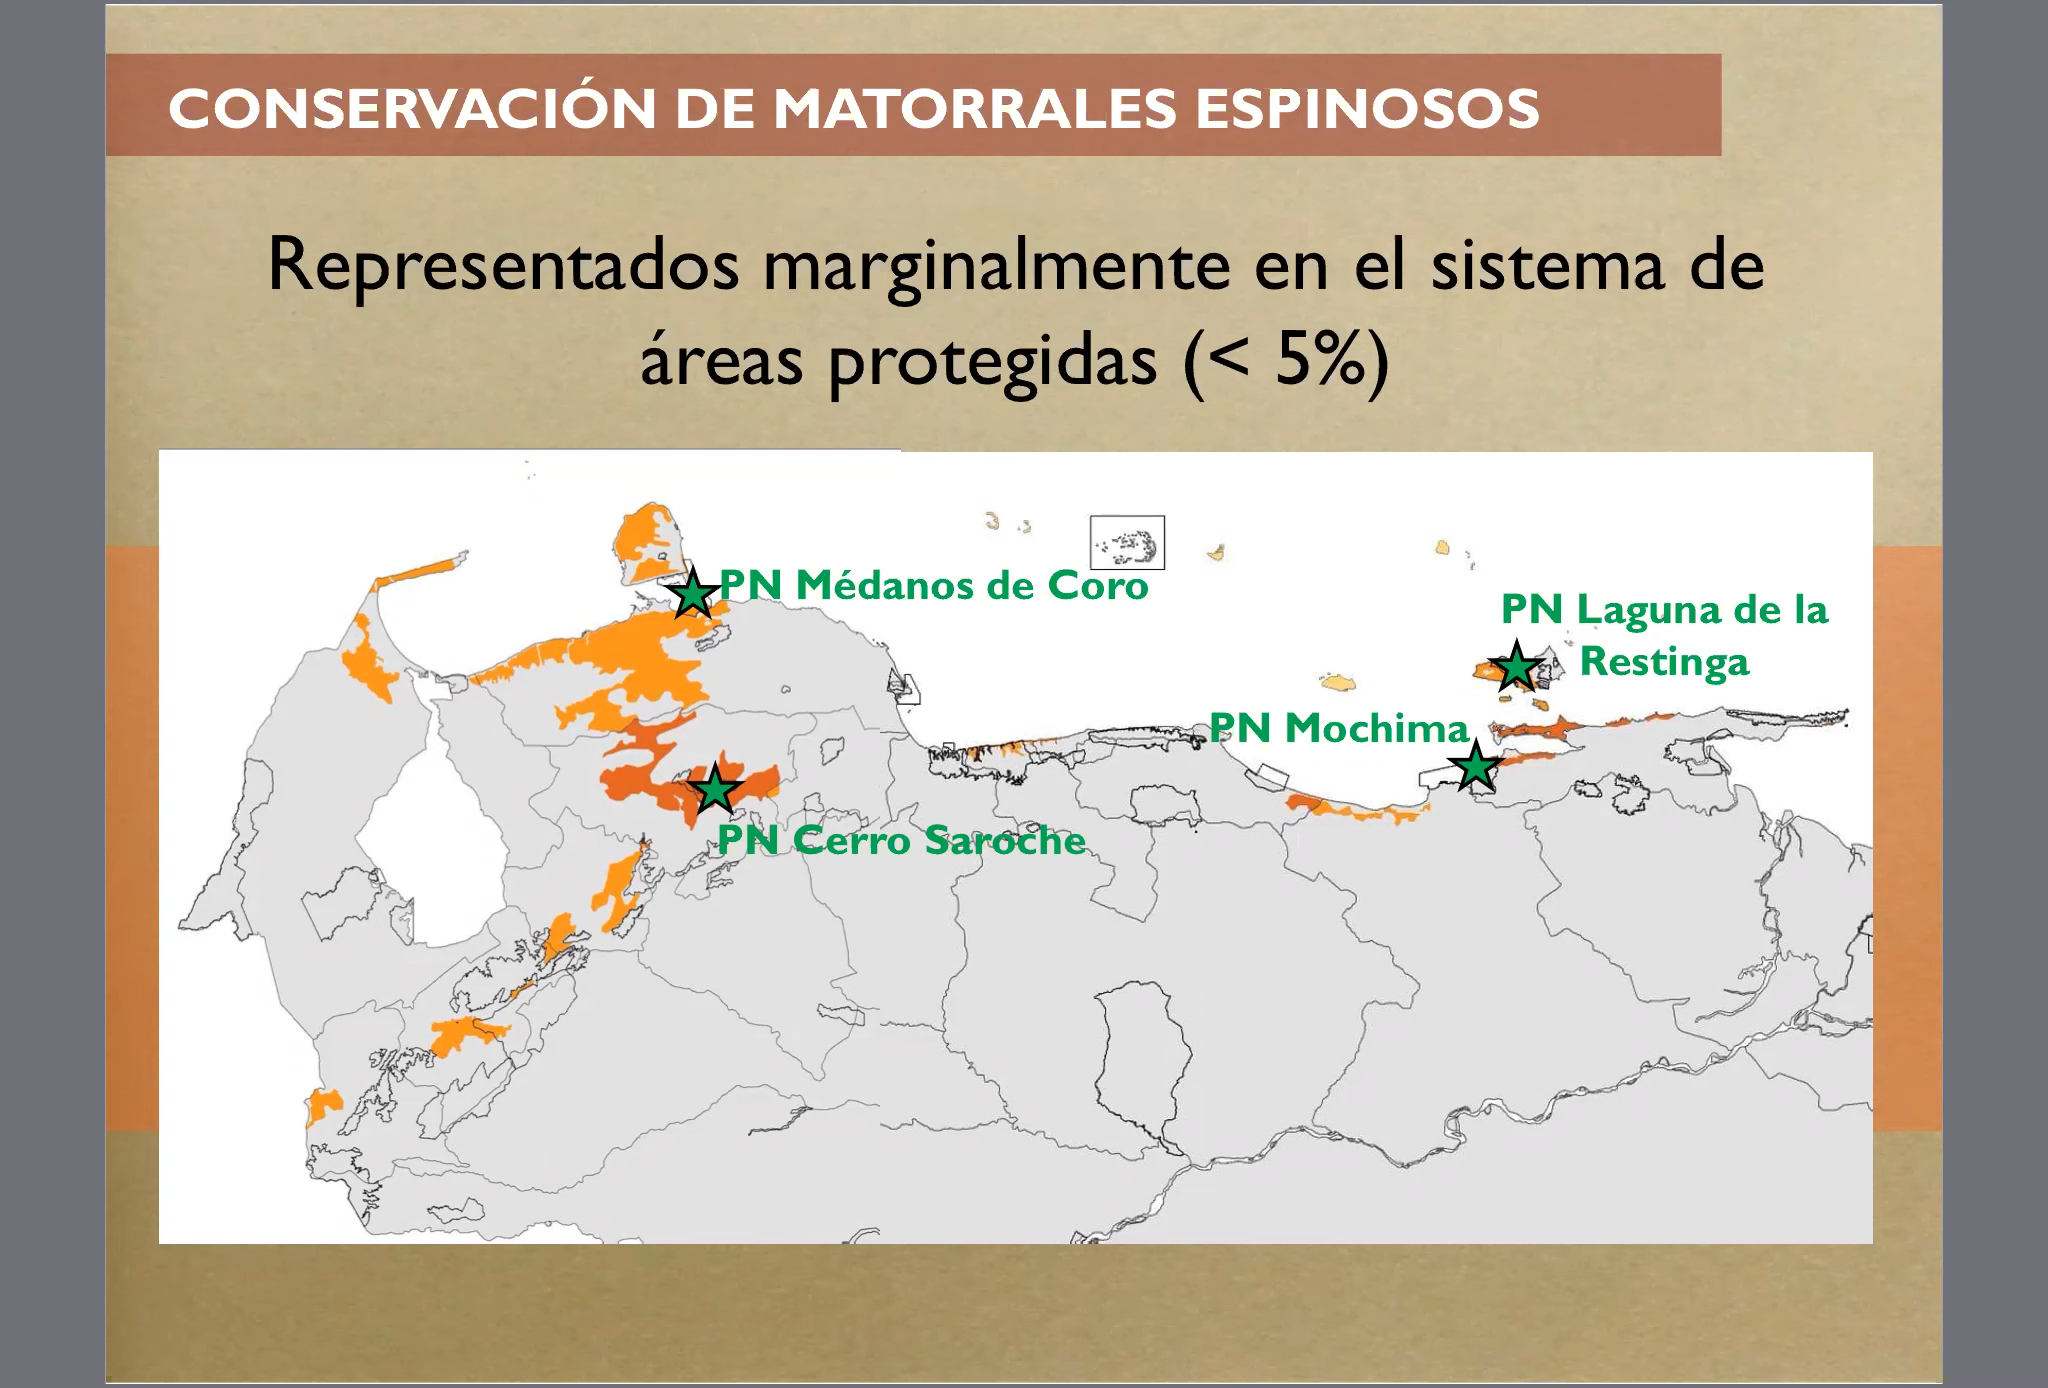 CONSERVACIÓN DE MATORRALES ESPINOSOS
Representados marginalmente en el sistema de
áreas protegidas (< 5%)
PN Médanos de Coro
PN Laguna de la
Restinga
PN Mochima
PN Cerro Saroche